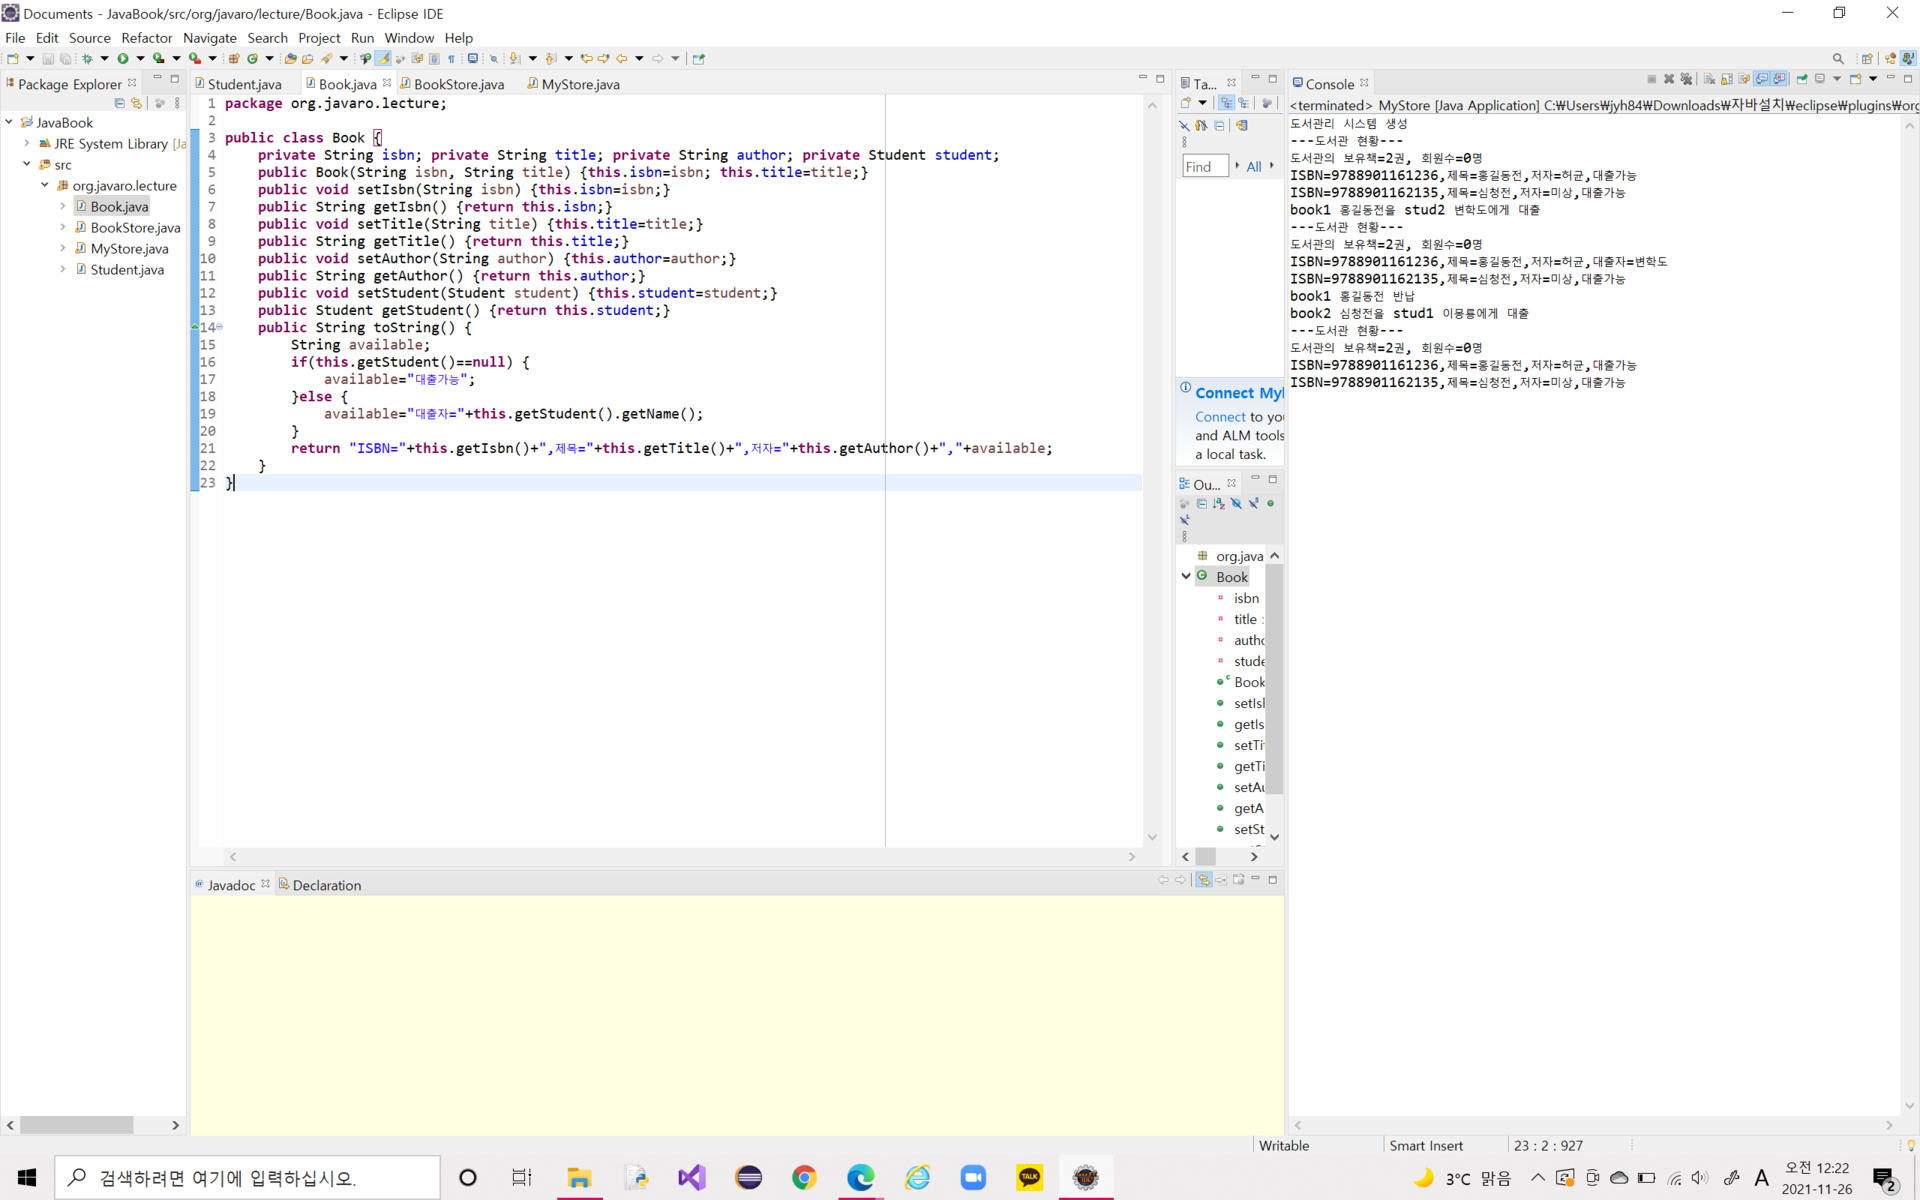 Documents - JavaBook/src/org/javaro/lecture/Book.java - Eclipse IDE
File Edit Source Refactor Navigate Search Project Run Window Help
Package Explorer
JavaBook
JRE System Library [Ja
src
org.javaro.lecture
Book.java
BookStore.java
MyStore.java
Student.java
Student.java Book.java BookStore.java MyStore.java
1 package org.javaro.lecture;
3 public class Book {
4 private String isbn; private String title; private String author; private Student student;
5 public Book(String isbn, String title) {this.isbn=isbn; this.title=title;}
6 public void setIsbn(String isbn) {this.isbn=isbn;}
7 public String getIsbn() {return this.isbn;}
8 public void setTitle(String title) {this.title=title;}
9 public String getTitle() {return this.title;}
10 public void setAuthor(String author) {this.author=author;}
11 public String getAuthor() {return this.author;}
12 public void setStudent(Student student) {this.student=student;}
13 public Student getStudent() {return this.student;}
14 public String toString() {
15 String available;
16 if(this.getStudent()==null) {
17 available="대출가능";
18 }else {
19 available="대출자="+this.getStudent().getName();
20 }
21 return "ISBN="+this.getIsbn()+",제목="+this.getTitle()+",저자="+this.getAuthor()+","+available;
22 }
23 }
Javadoc Declaration
Ta...
Find All
Connect Myl
Connect to you
and ALM tools
a local task.
Ou...
org.java
Book
isbn
title :
autho
stude
Book
setIsl
getIs
setTi
getTi
setAu
getA
setSt
Console
<terminated> MyStore [Java Application] C:₩Users₩jyh84₩Downloads₩자바설치₩eclipse₩plugins₩org
도서관리 시스템 생성
---도서관 현황---
도서관의 보유책=2권, 회원수=0명
ISBN=9788901161236,제목=홍길동전,저자=허균,대출가능
ISBN=9788901162135,제목=심청전,저자=미상,대출가능
book1 홍길동전을 stud2 변학도에게 대출
---도서관 현황---
도서관의 보유책=2권, 회원수=0명
ISBN=9788901161236,제목=홍길동전,저자=허균,대출자=변학도
ISBN=9788901162135,제목=심청전,저자=미상,대출가능
book1 홍길동전 반납
book2 심청전을 stud1 이몽룡에게 대출
---도서관 현황---
도서관의 보유책=2권, 회원수=0명
ISBN=9788901161236,제목=홍길동전,저자=허균,대출가능
ISBN=9788901162135,제목=심청전,저자=미상,대출가능
Writable Smart Insert 23 : 2 : 927
검색하려면 여기에 입력하십시오.
TALK
3°C 맑음
A
오전 12:22
2021-11-26
2